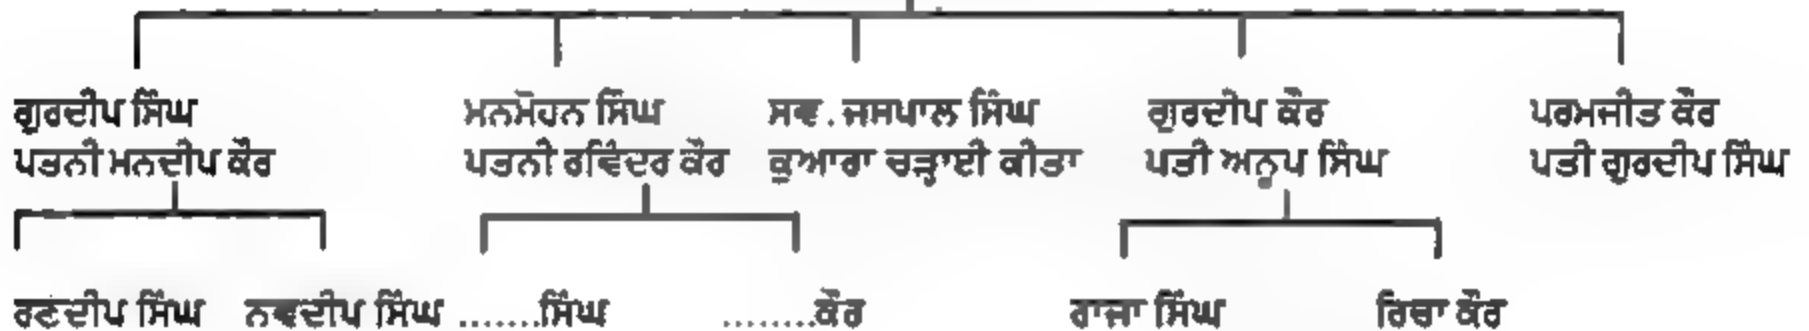 ਗੁਰਦੀਪ ਸਿੰਘ ਮਨਮੋਹਨ ਸਿੰਘ ਸਵ. ਜਸਪਾਲ ਸਿੰਘ ਗੁਰਦੀਪ ਕੌਰ ਪਰਮਜੀਤ ਕੌਰ
ਪਤਨੀ ਮਨਦੀਪ ਕੌਰ ਪਤਨੀ ਰਵਿੰਦਰ ਕੌਰ ਕੁਆਰਾ ਚੜ੍ਹਾਈ ਕੀਤਾ ਪਤੀ ਅਨੂਪ ਸਿੰਘ ਪਤੀ ਗੁਰਦੀਪ ਸਿੰਘ
ਰਣਦੀਪ ਸਿੰਘ ਨਵਦੀਪ ਸਿੰਘ .......ਸਿੰਘ ........ਕੌਰ ਰਾਜਾ ਸਿੰਘ ਰਿਚਾ ਕੌਰ